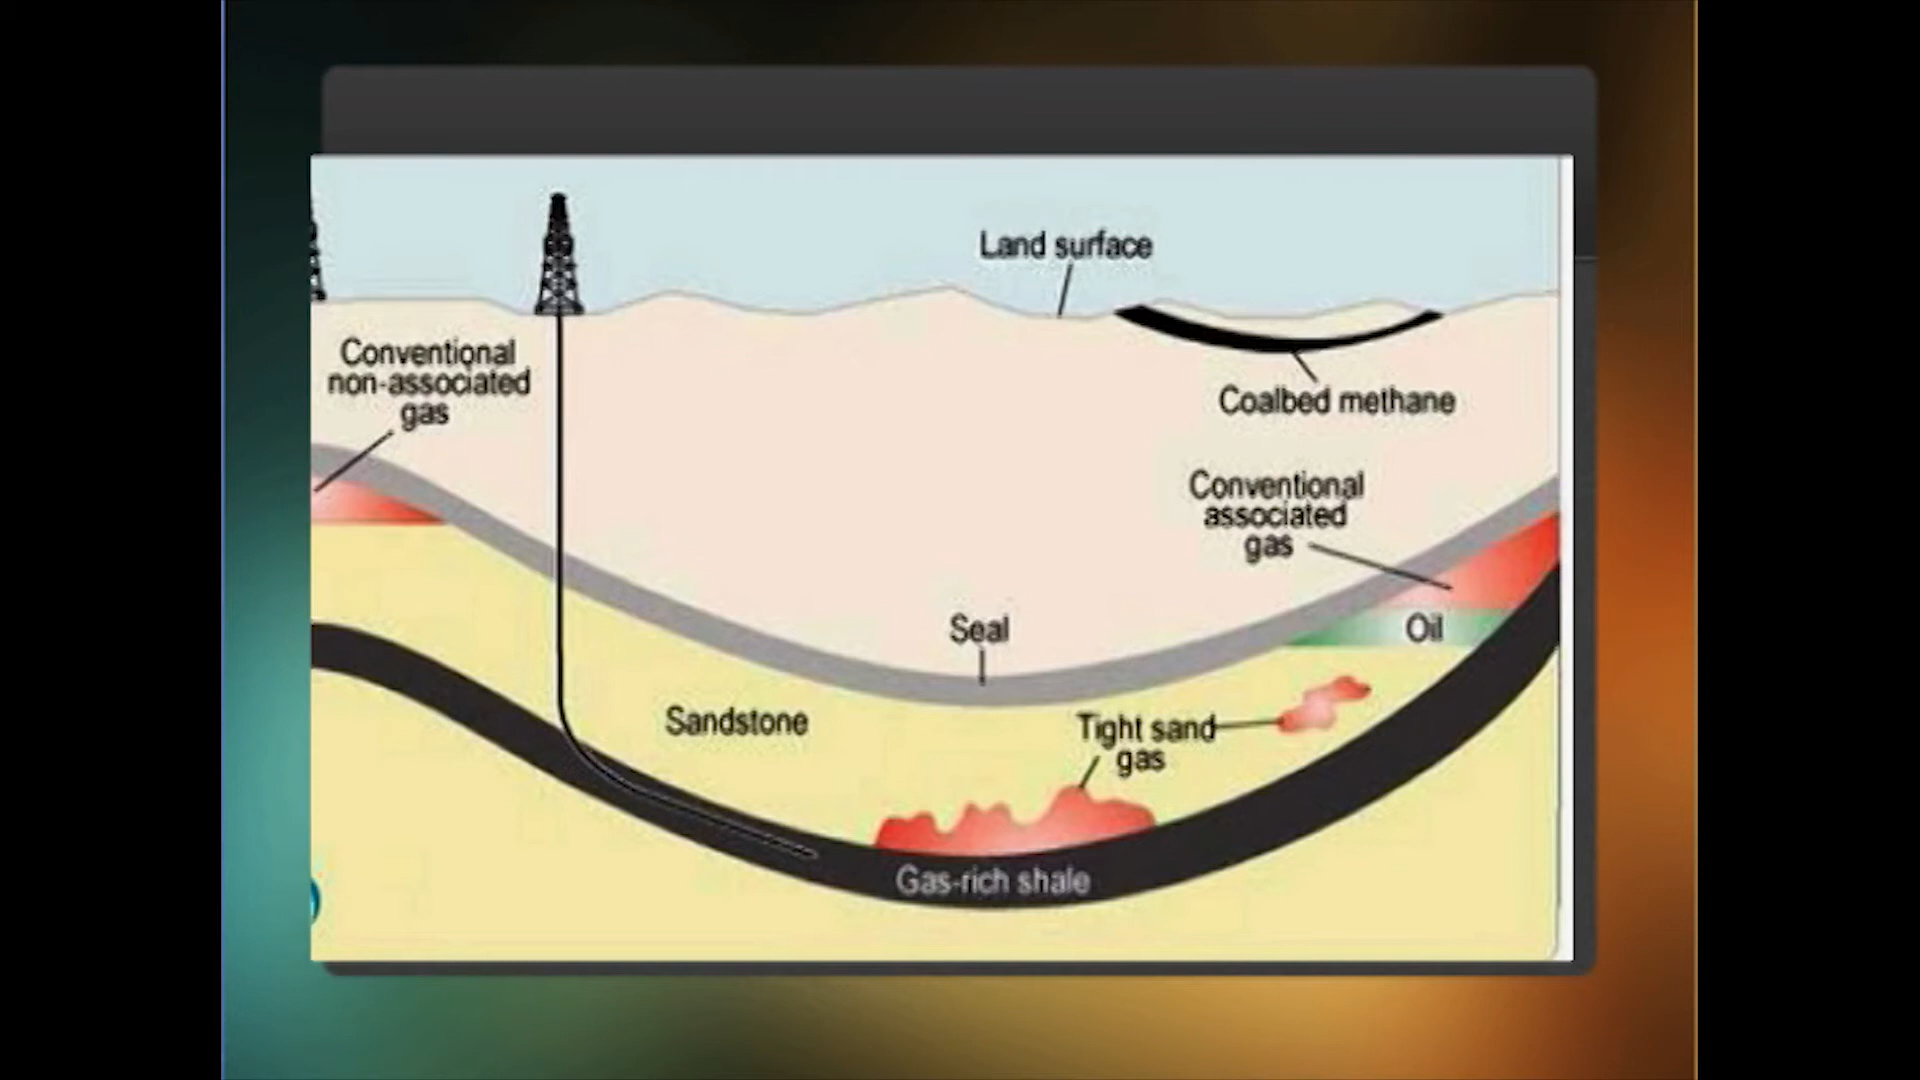 Land surface
Conventional
non-associated
gas
Coalbed methane
Conventional
associated
gas
Seal
Oil
Sandstone
Tight sand
gas
Gas-rich shale